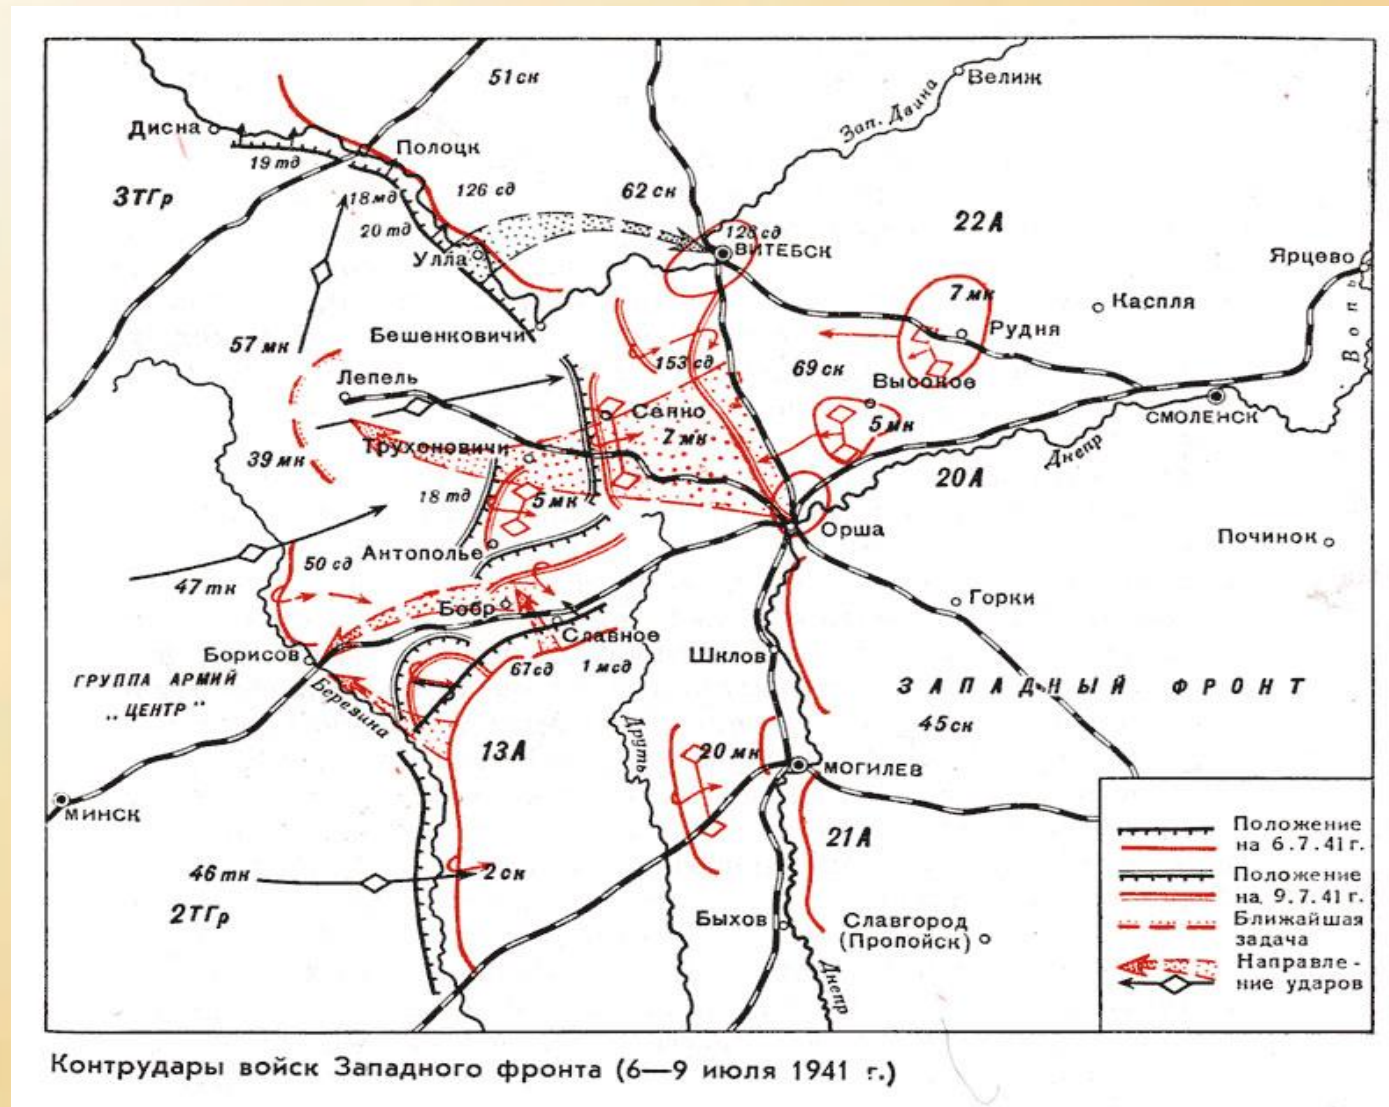 51 ск
Велиж
Зап. Двина
Дисна
Полоцк
19 тд
3ТГр
18 мд
126 сд
62 ск
20 тд
128 сд
22А
ВИТЕБСК
Улла
Ярцево
7 мк
Каспля
Вопь
Рудня
Бешенковичи
57 мк
153 сд
69 ск
Лепель
Высокое
Сенно
5 мк
СМОЛЕНСК
Трухоновичи
7 мк
Днепр
39 мк
20А
18 тд
5 мк
Орша
Починок
Антополье
50 сд
47 тк
Бобр
Горки
Славное
Борисов
67 сд
1 мсд
Шклов
ГРУППА АРМИЙ
„ЦЕНТР"
Березина
ЗАПАДНЫЙ ФРОНТ
45 ск
Друть
13А
20 мк
МОГИЛЕВ
МИНСК
21А
46 тк
2 ск
2ТГр
Быхов
Славгород
(Пропойск)
Днепр
Положение
на 6.7.41 г.
Положение
на 9.7.41 г.
Ближайшая
задача
Направле-
ние ударов
Контрудары войск Западного фронта (6—9 июля 1941 г.)